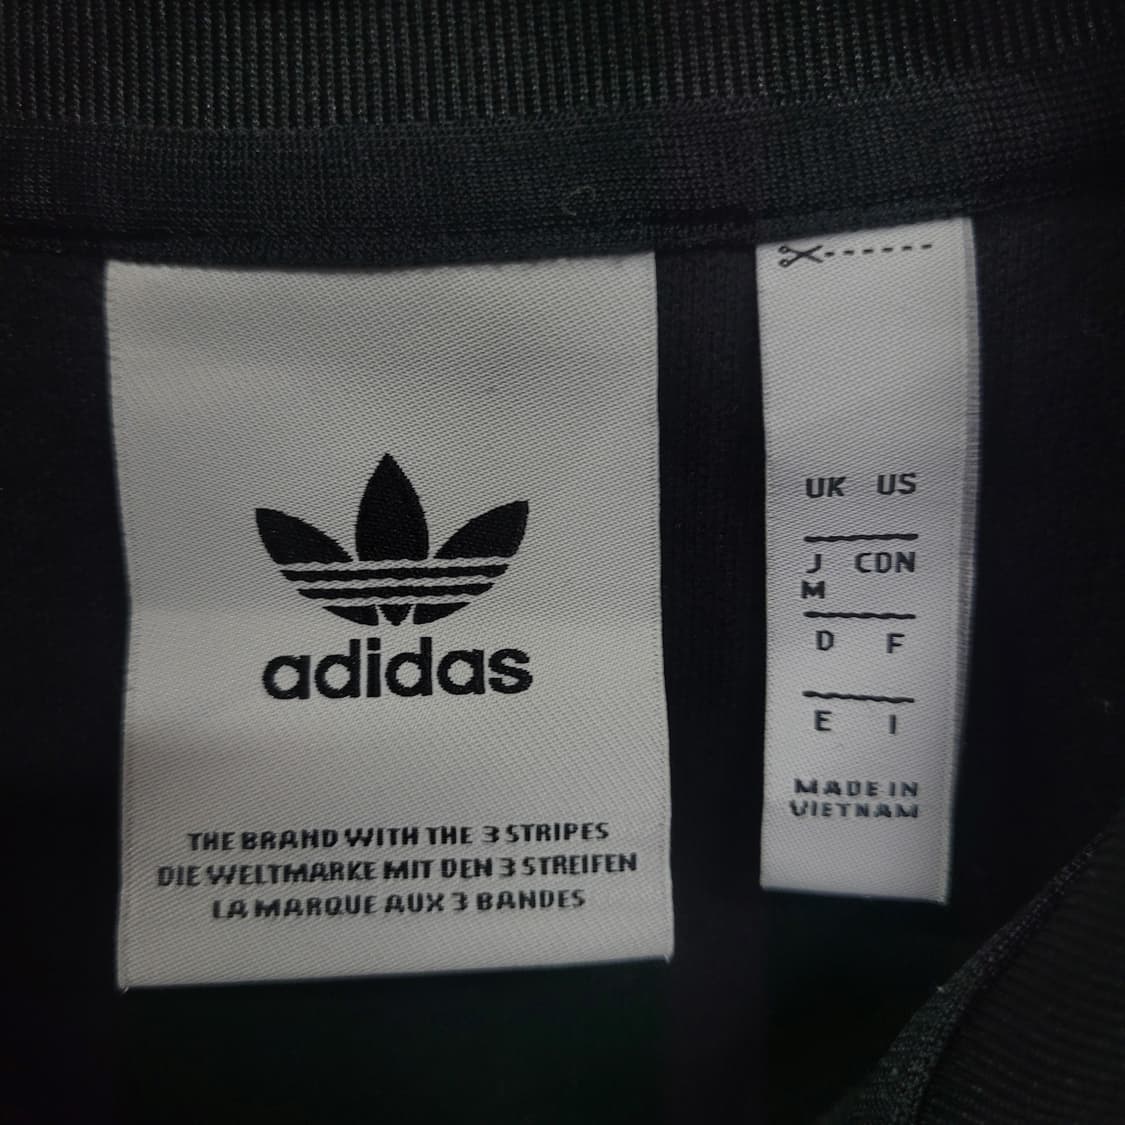 adidas
THE BRAND WITH THE 3 STRIPES
DIE WELTMARKE MIT DEN 3 STREIFEN
LA MARQUE AUX 3 BANDES
UK US
J CDN
M
D F
E I
MADE IN
VIETNAM